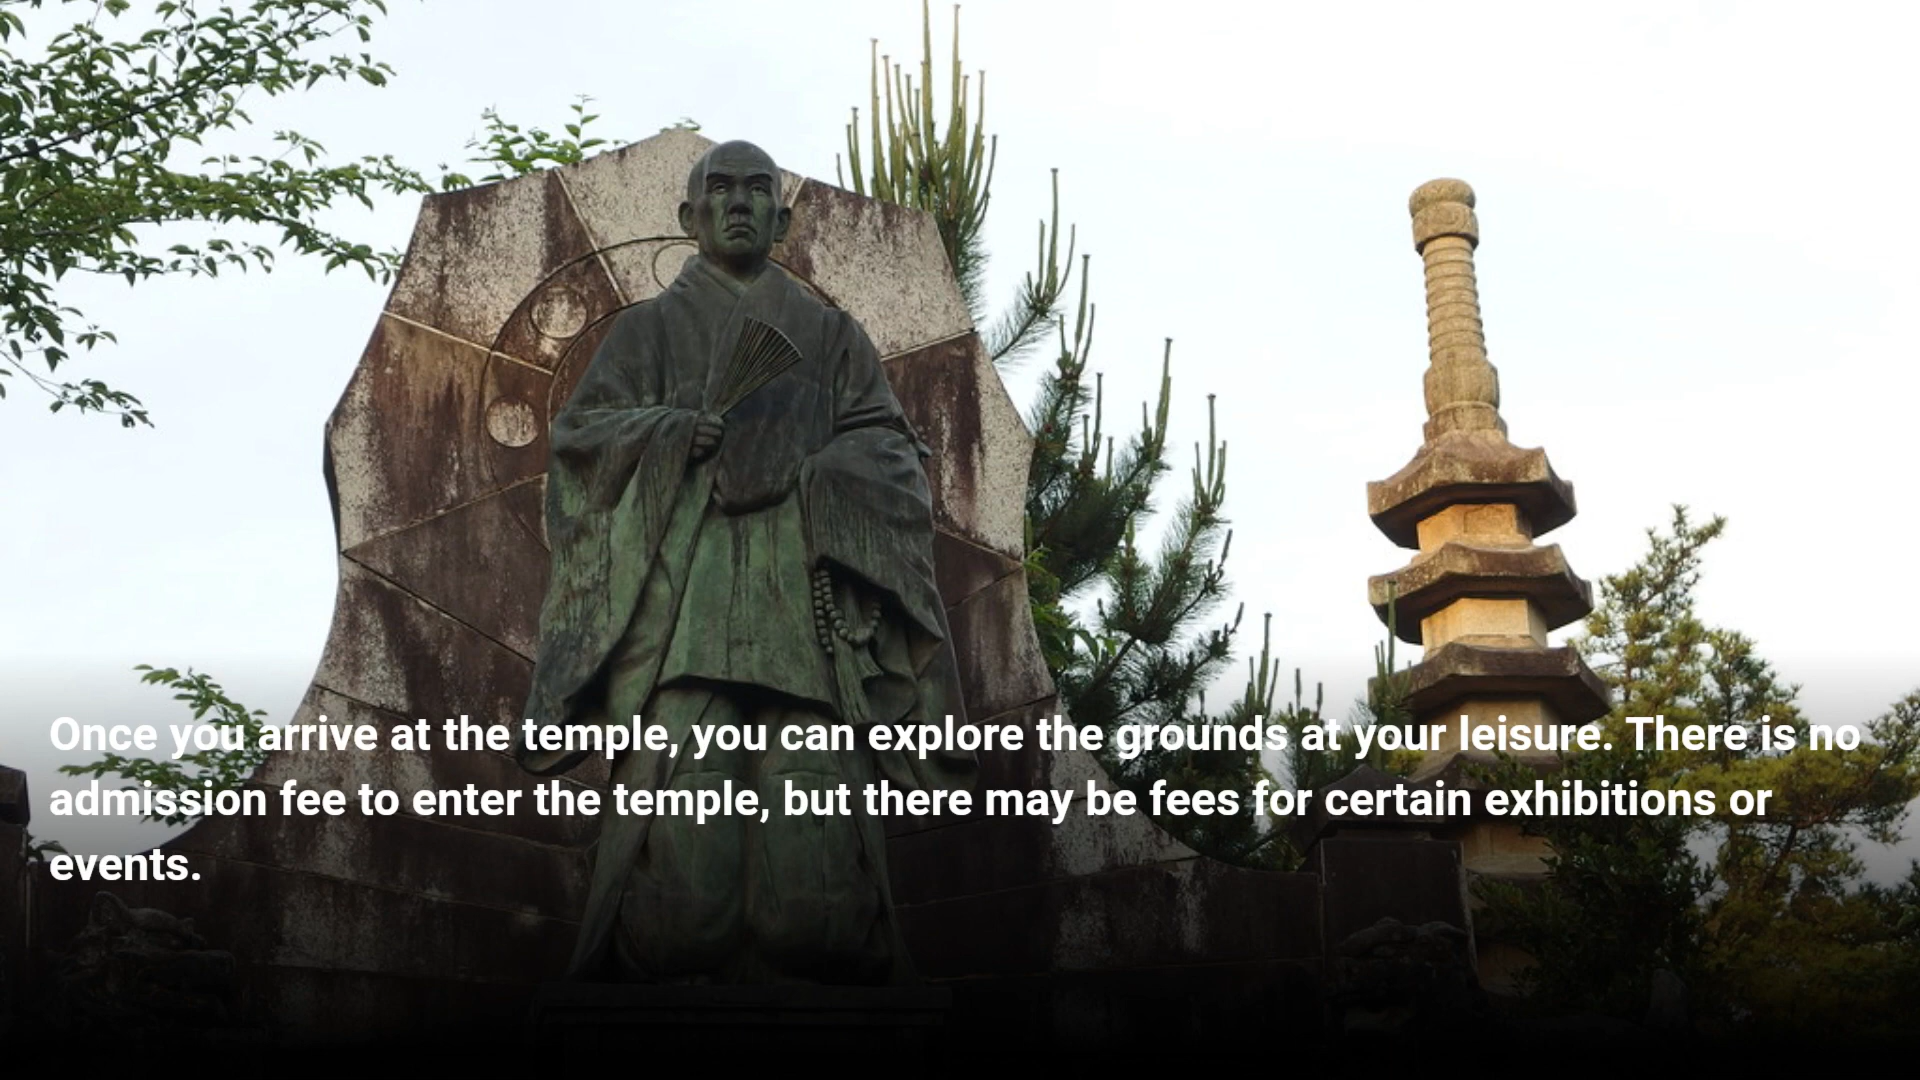 Once you arrive at the temple, you can explore the grounds at your leisure. There is no
admission fee to enter the temple, but there may be fees for certain exhibitions or
events.